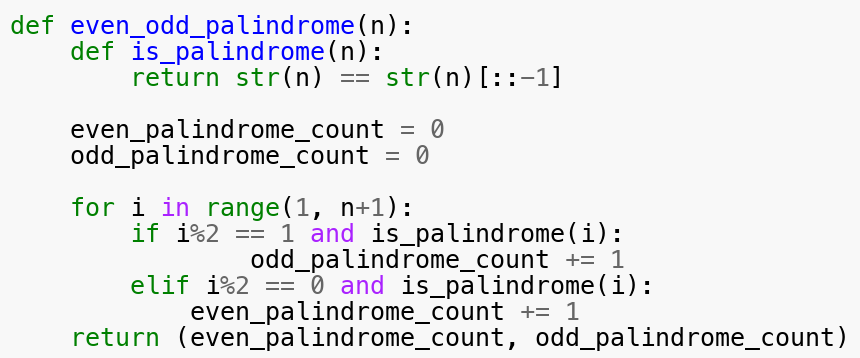 def even_odd_palindrome(n):
    def is_palindrome(n):
        return str(n) == str(n)[::-1]

    even_palindrome_count = 0
    odd_palindrome_count = 0

    for i in range(1, n+1):
        if i%2 == 1 and is_palindrome(i):
                odd_palindrome_count += 1
        elif i%2 == 0 and is_palindrome(i):
            even_palindrome_count += 1
    return (even_palindrome_count, odd_palindrome_count)